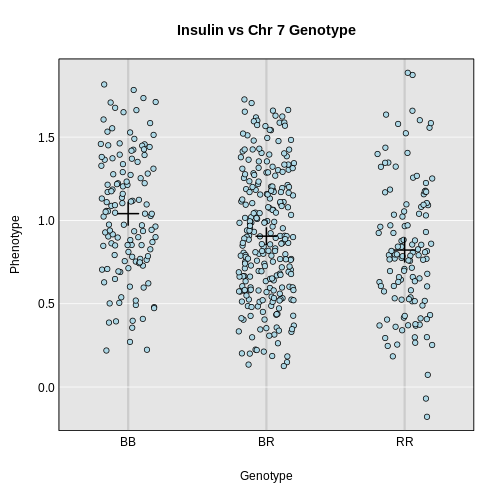 Insulin vs Chr 7 Genotype
Phenotype
1.5
1.0
0.5
0.0
BB BR RR
Genotype